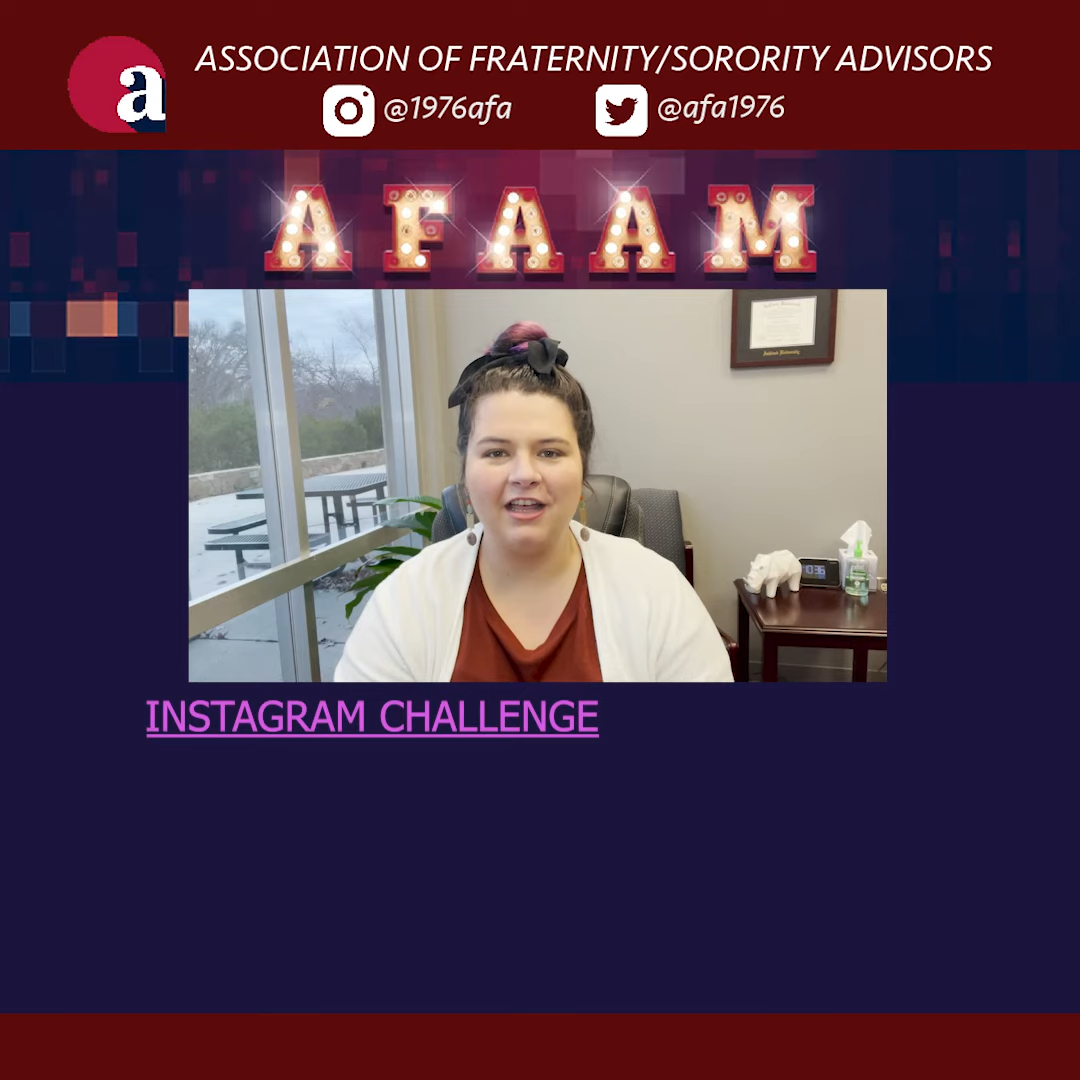 a
ASSOCIATION OF FRATERNITY/SORORITY ADVISORS
@1976afa
@afa1976
AFAAM
INSTAGRAM CHALLENGE